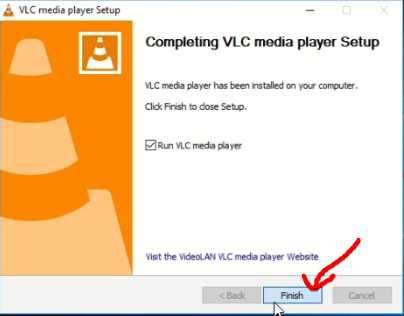 VLC media player Setup
Completing VLC media player Setup
VLC media player has been installed on your computer.
Click Finish to close Setup.
Run VLC media player
Visit the VideoLAN VLC media player Website
< Back
Finish
Cancel